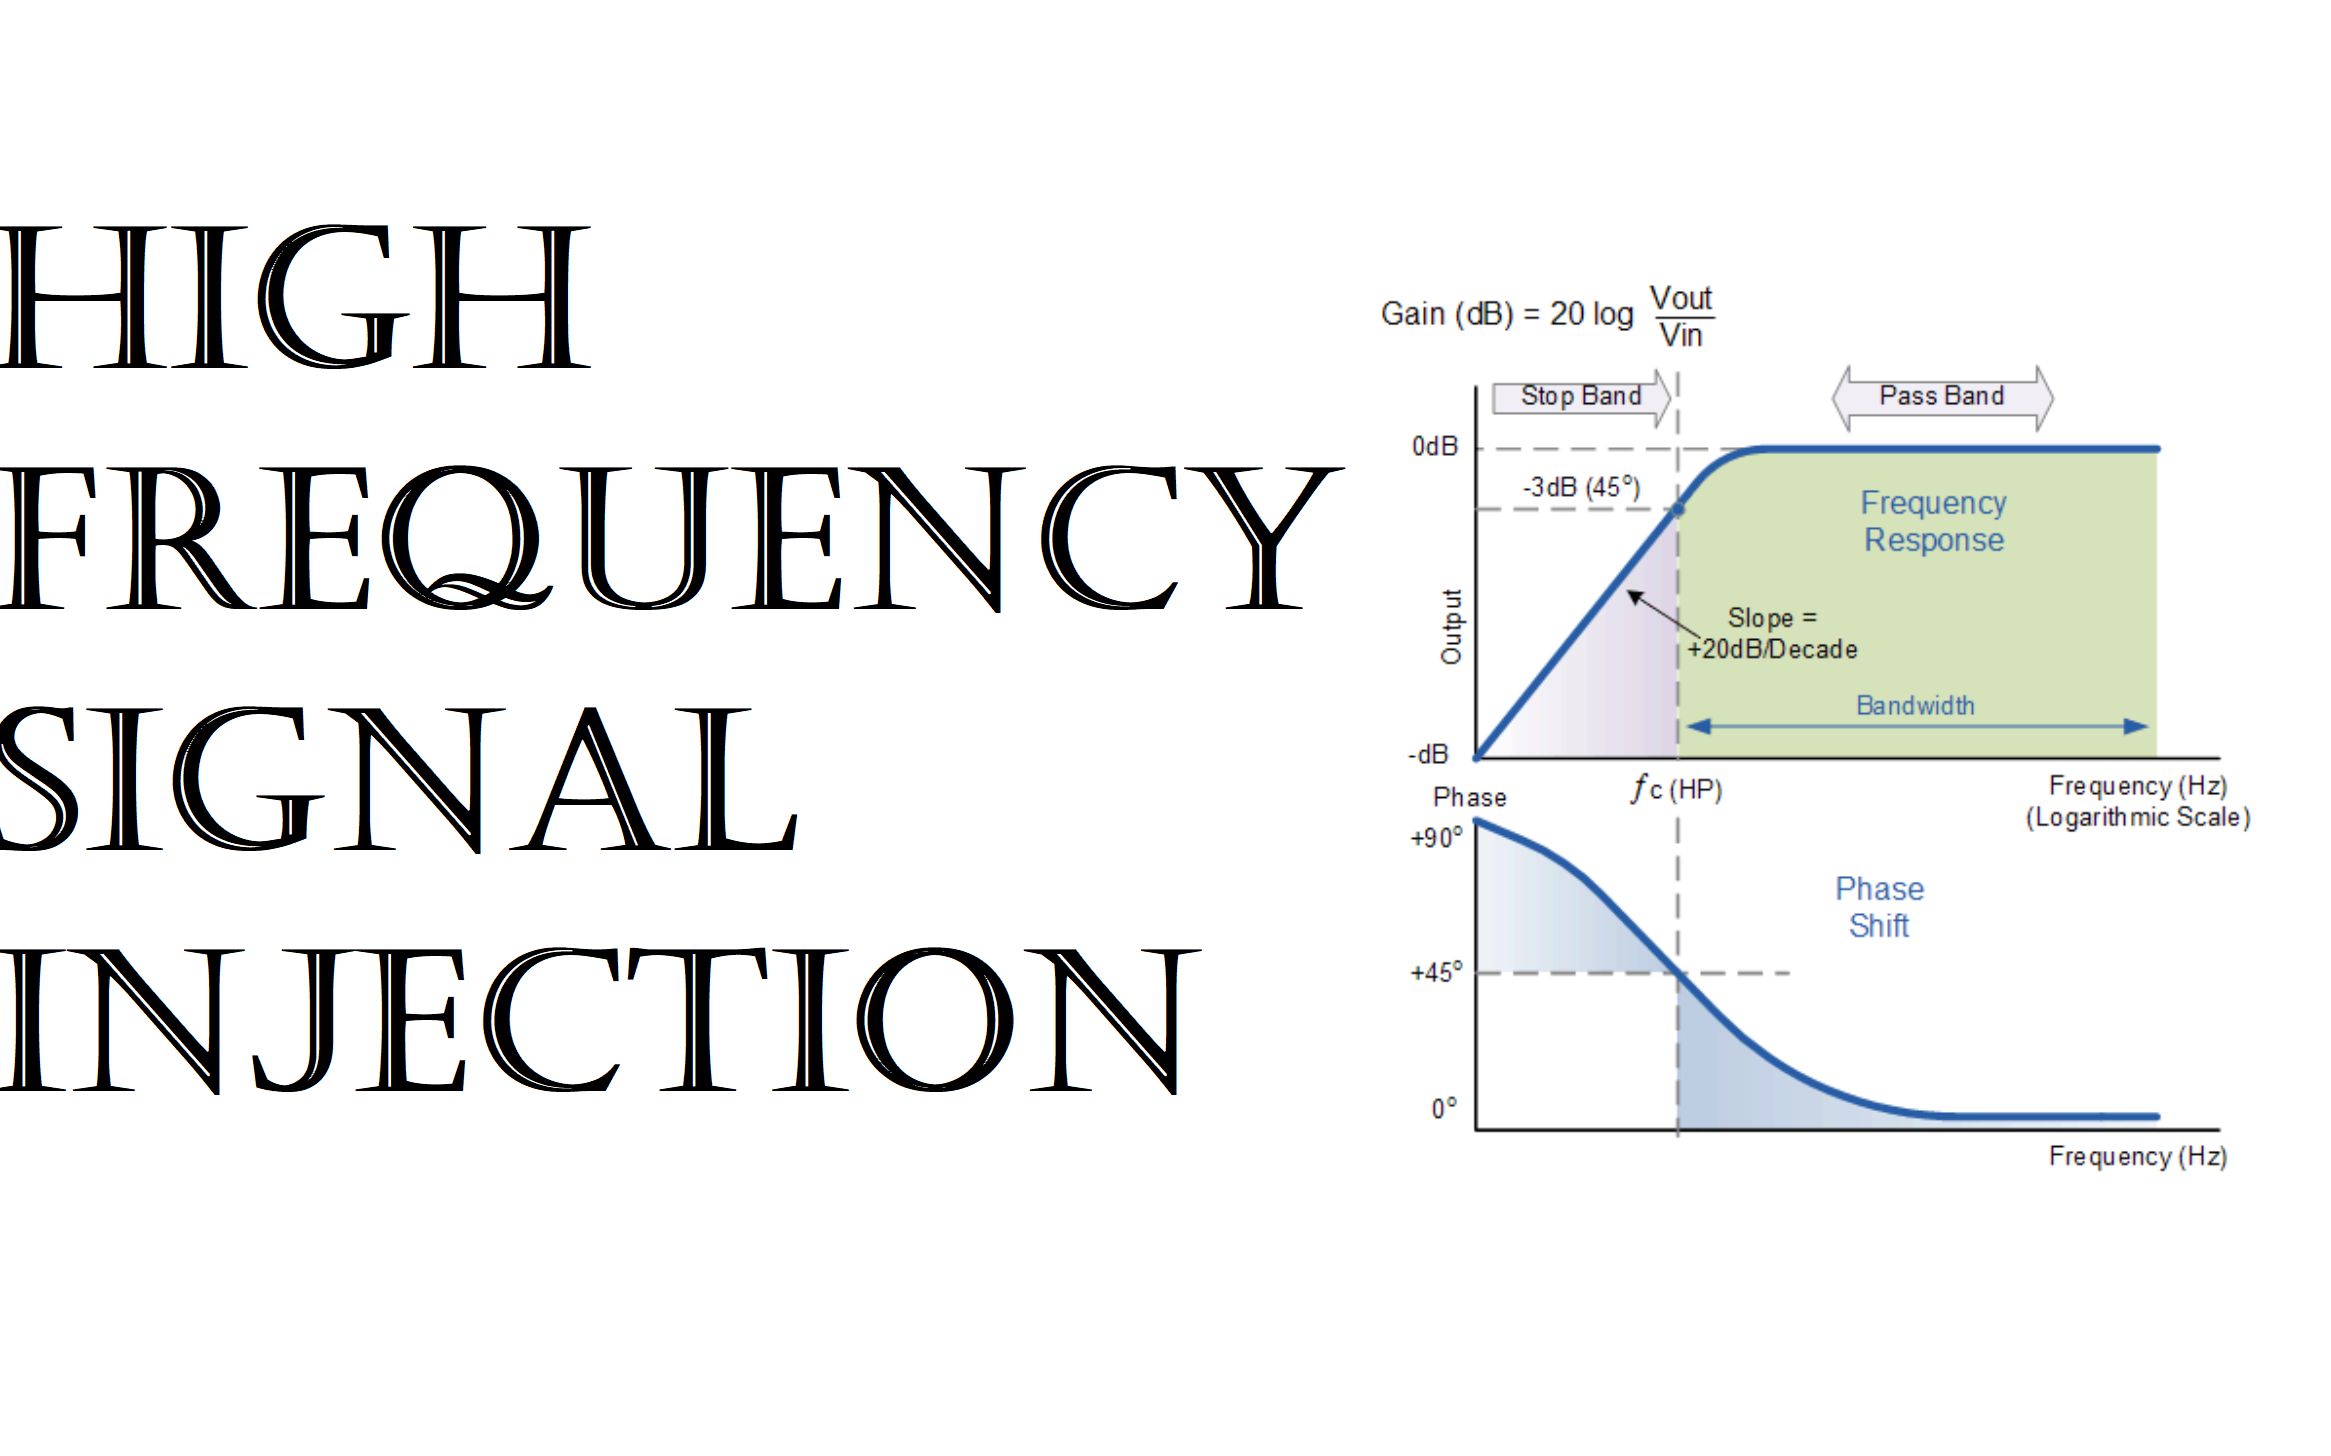 HIGH
FREQUENCY
SIGNAL
INJECTION
Gain (dB) = 20 log Vout
Vin
Stop Band
Pass Band
0dB
-3dB (45°)
Frequency
Response
Output
Slope =
+20dB/Decade
Bandwidth
-dB
ƒc (HP)
Frequency (Hz)
(Logarithmic Scale)
Phase
+90°
Phase
Shift
+45°
0°
Frequency (Hz)